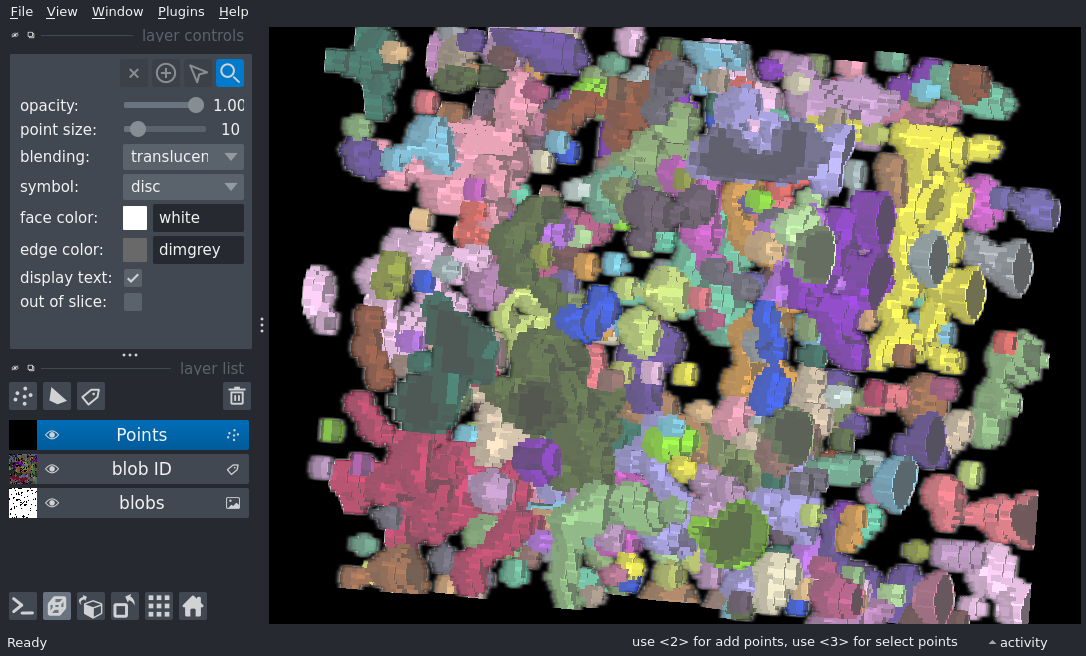 File View Window Plugins Help
layer controls
opacity: 1.00
point size: 10
blending: translucen
symbol: disc
face color: white
edge color: dimgrey
display text:
out of slice:
layer list
Points
blob ID
blobs
Ready use <2> for add points, use <3> for select points activity